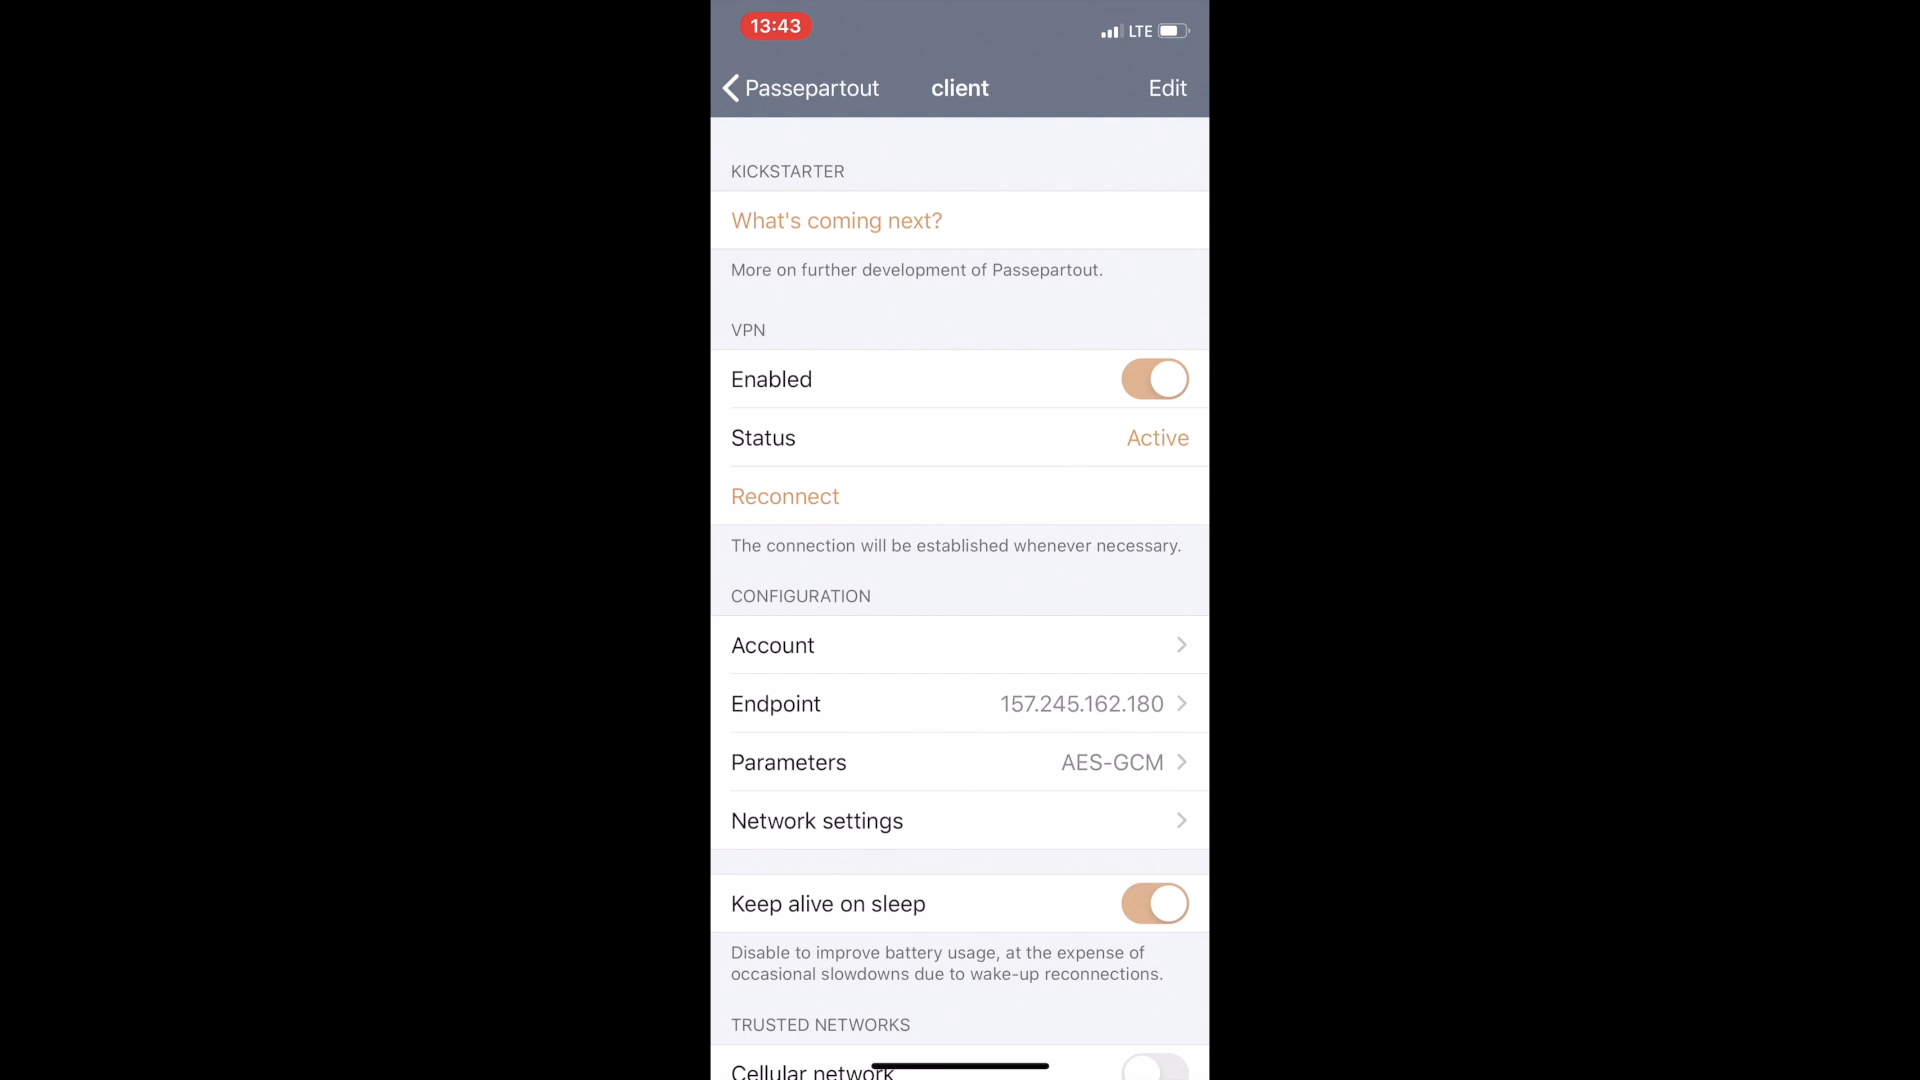 13:43
LTE
Passepartout client Edit
KICKSTARTER
What's coming next?
More on further development of Passepartout.
VPN
Enabled
Status Active
Reconnect
The connection will be established whenever necessary.
CONFIGURATION
Account
Endpoint 157.245.162.180
Parameters AES-GCM
Network settings
Keep alive on sleep
Disable to improve battery usage, at the expense of
occasional slowdowns due to wake-up reconnections.
TRUSTED NETWORKS
Cellular network